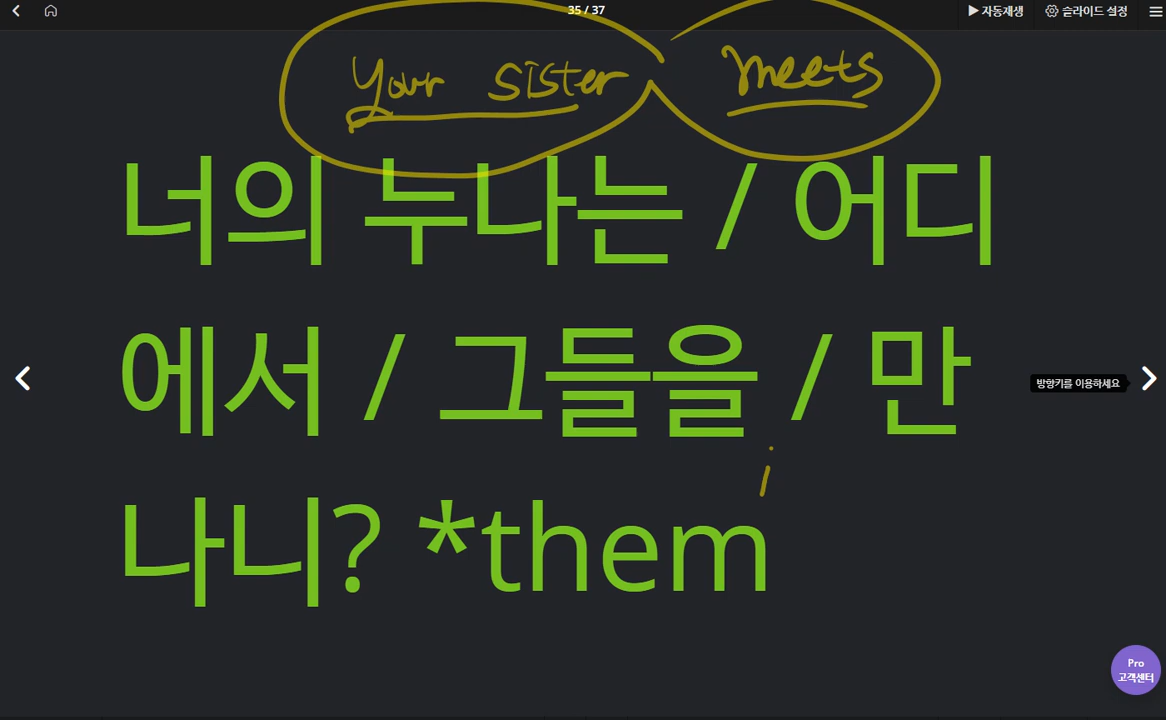 35 / 37
▶ 자동재생
슬라이드 설정
Your sister meets
너의 누나는 / 어디
에서 / 그들을 / 만
방향키를 이용하세요
i
나니? *them
Pro
고객센터